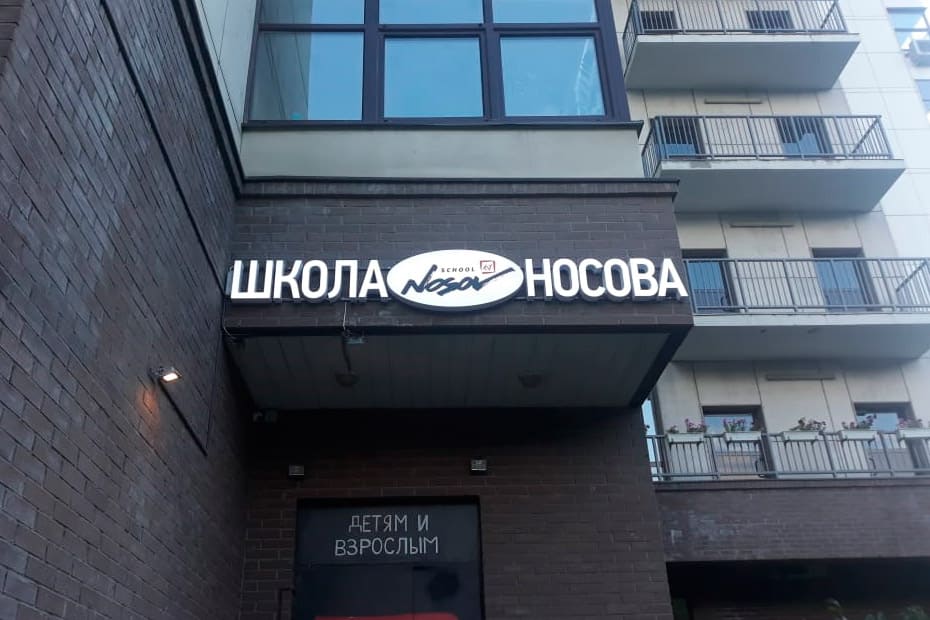 ШКОЛА
SCHOOL
Nosov
НОСОВА
ДЕТЯМ И
ВЗРОСЛЫМ